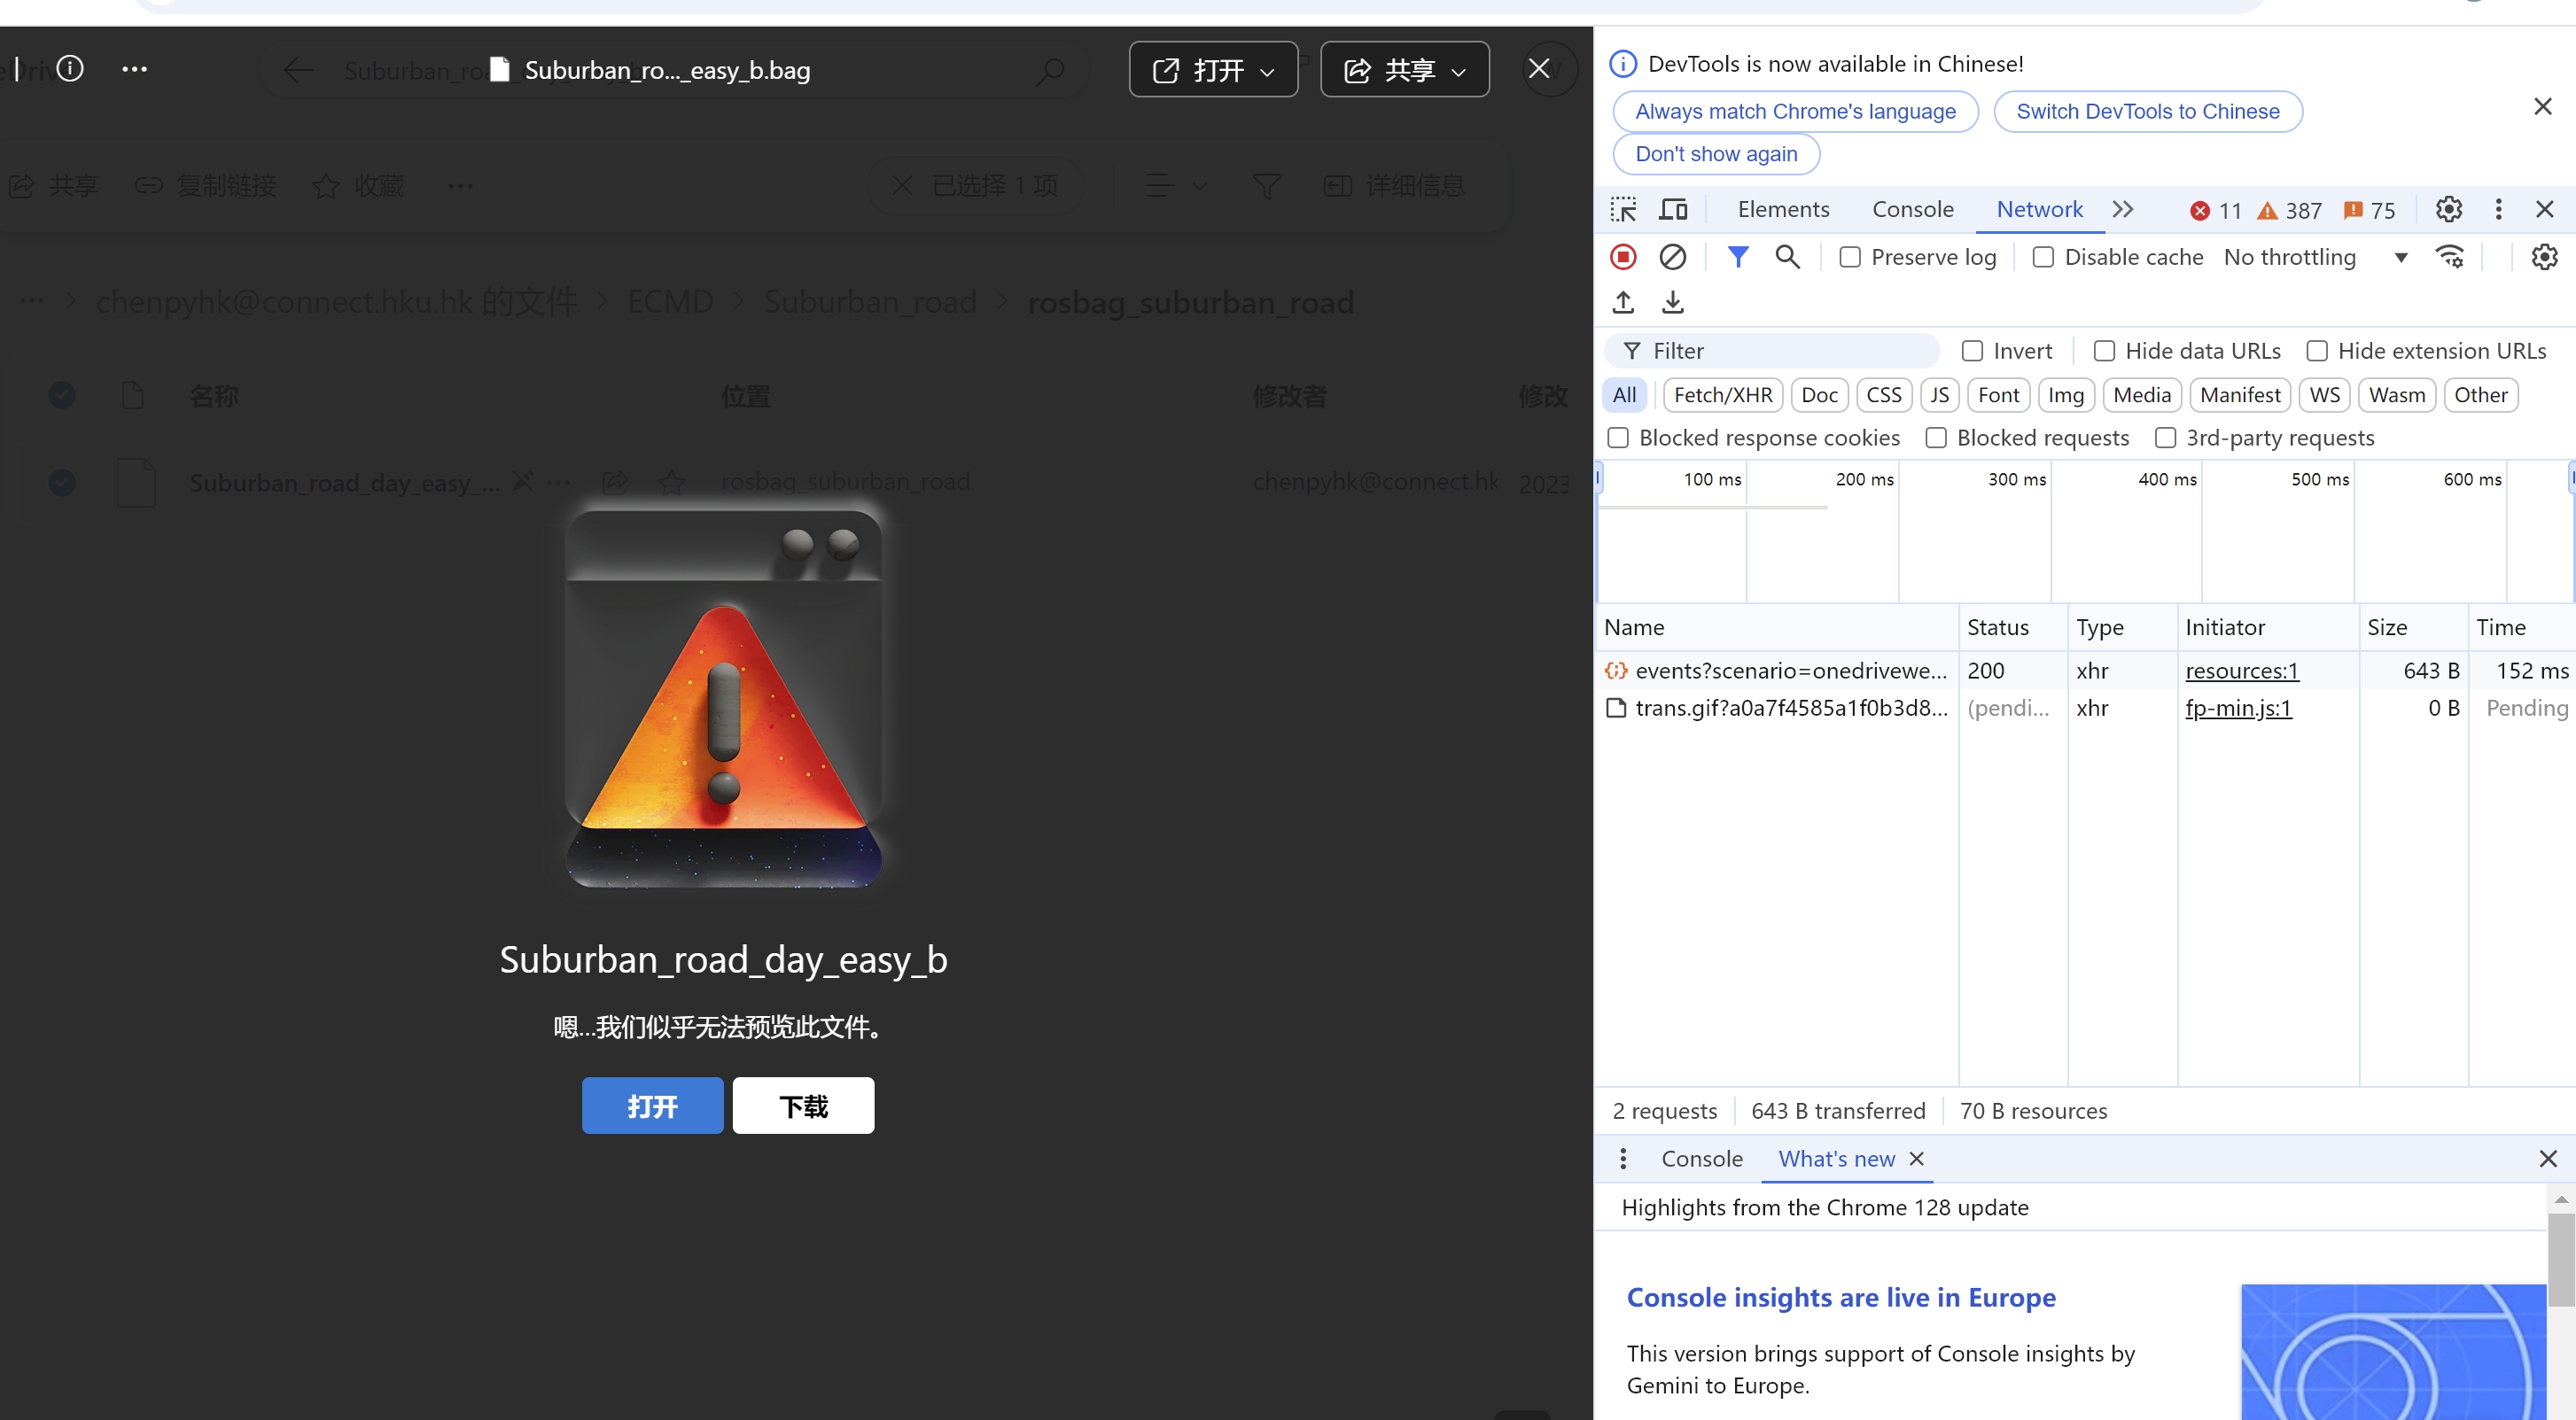 Suburban_ro..._easy_b.bag
打开
共享
共享
复制链接
收藏
已选择 1 项
详细信息
chenpyhk@connect.hku.hk 的文件 > ECMD > Suburban_road > rosbag_suburban_road
名称 位置 修改者 修改
Suburban_road_day_easy_... rosbag_suburban_road chenpyhk@connect.hk 2023
Suburban_road_day_easy_b
嗯...我们似乎无法预览此文件。
打开 下载
DevTools is now available in Chinese!
Always match Chrome's language Switch DevTools to Chinese
Don't show again
Elements Console Network 11 387 75
Preserve log Disable cache No throttling
Filter Invert Hide data URLs Hide extension URLs
All Fetch/XHR Doc CSS JS Font Img Media Manifest WS Wasm Other
Blocked response cookies Blocked requests 3rd-party requests
100 ms 200 ms 300 ms 400 ms 500 ms 600 ms
Name Status Type Initiator Size Time
events?scenario=onedrivewe... 200 xhr resources:1 643 B 152 ms
trans.gif?a0a7f4585a1f0b3d8... (pendi... xhr fp-min.js:1 0 B Pending
2 requests 643 B transferred 70 B resources
Console What's new
Highlights from the Chrome 128 update
Console insights are live in Europe
This version brings support of Console insights by
Gemini to Europe.